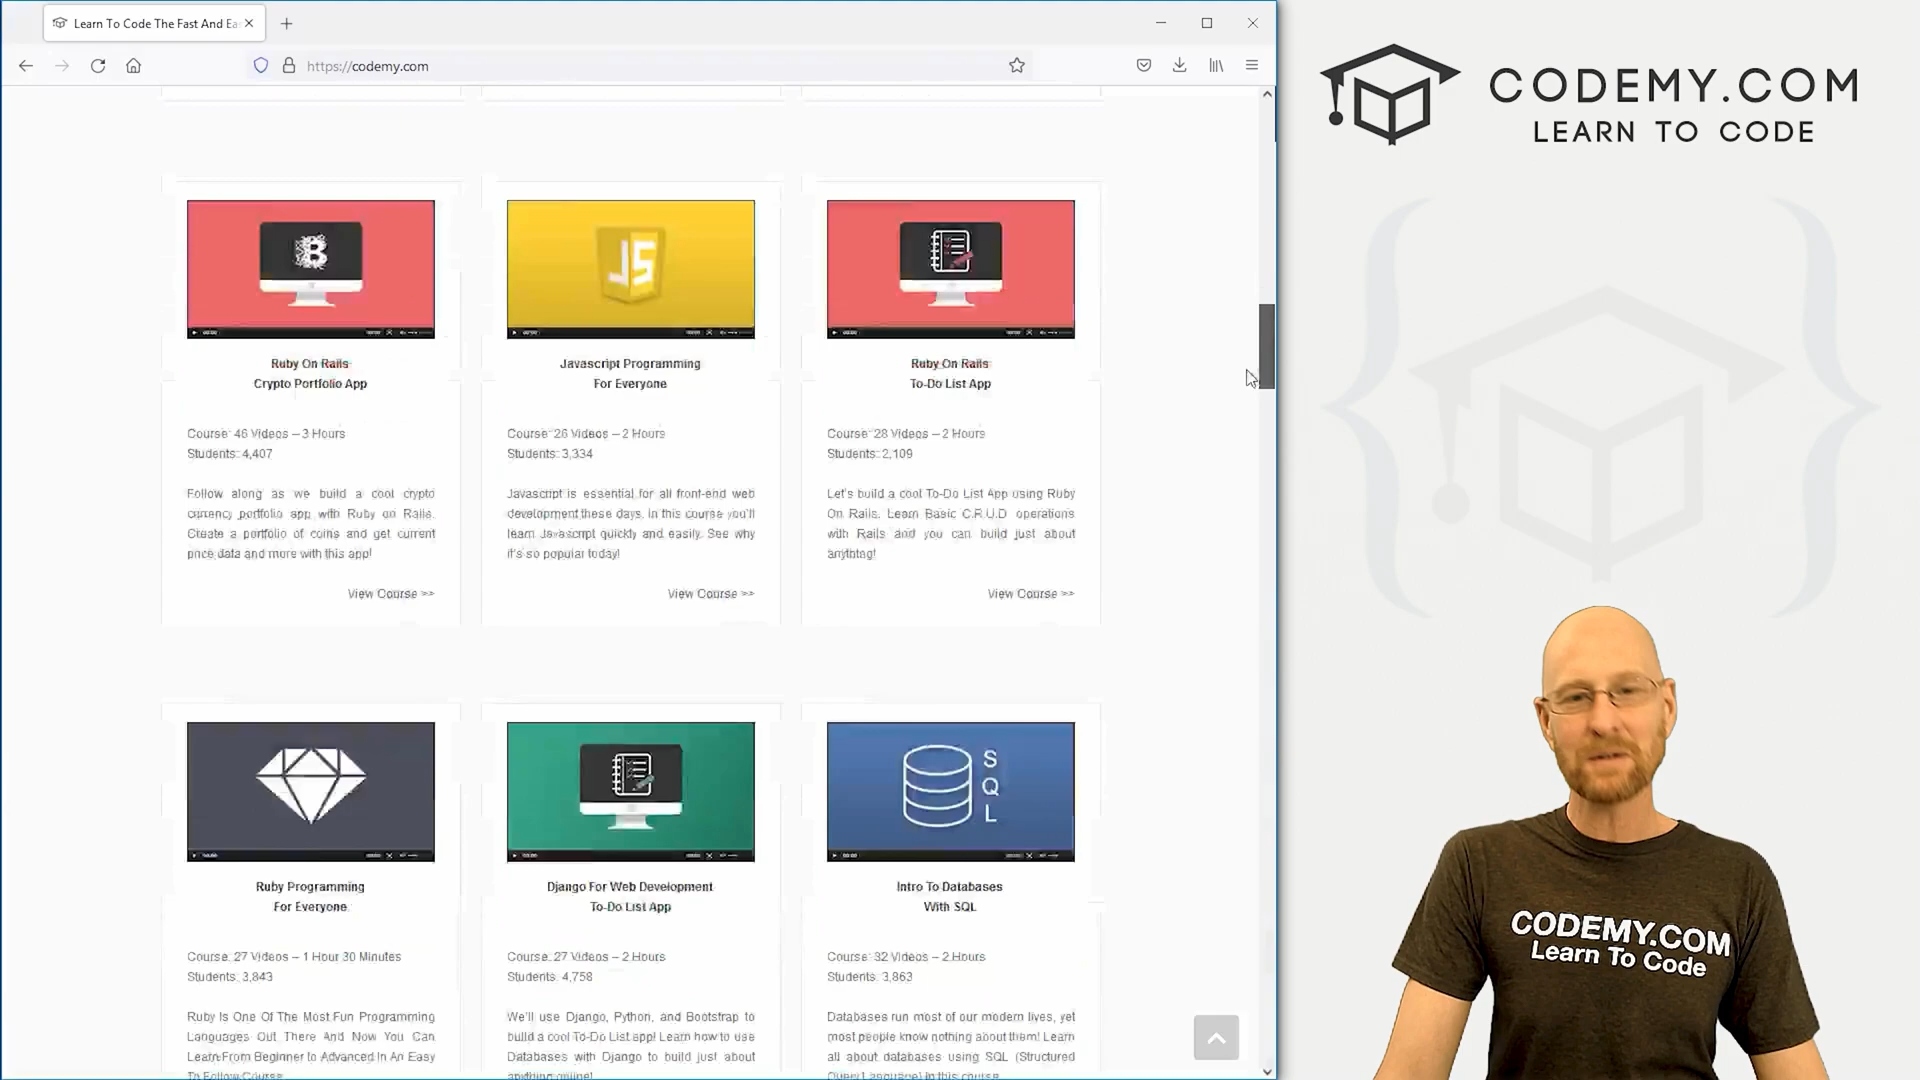 Learn To Code The Fast And Ea
https://codemy.com
CODEMY.COM
LEARN TO CODE
B
JS
Ruby On Rails
Crypto Portfolio App
Course: 46 Videos – 3 Hours
Students: 4,407
Follow along as we build a cool crypto
currency portfolio app with Ruby on Rails.
Create a portfolio of coins and get current
price data and more with this app!
View Course >>
Javascript Programming
For Everyone
Course: 26 Videos – 2 Hours
Students: 3,334
Javascript is essential for all front-end web
development these days. In this course you'll
learn Javascript quickly and easily. See why
it's so popular today!
View Course >>
Ruby On Rails
To-Do List App
Course: 28 Videos – 2 Hours
Students: 2,109
Let's build a cool To-Do List App using Ruby
On Rails. Learn Basic C.R.U.D operations
with Rails and you can build just about
anything!
View Course >>
Ruby Programming
For Everyone
Course: 27 Videos – 1 Hour 30 Minutes
Students: 3,843
Ruby Is One Of The Most Fun Programming
Languages Out There And Now You Can
Learn From Beginner to Advanced In An Easy
To Follow Course
Django For Web Development
To-Do List App
Course: 27 Videos – 2 Hours
Students: 4,758
We'll use Django, Python, and Bootstrap to
build a cool To-Do List app! Learn how to use
Databases with Django to build just about
anything online!
S
Q
L
Intro To Databases
With SQL
Course: 32 Videos – 2 Hours
Students: 3,863
Databases run most of our modern lives, yet
most people know nothing about them! Learn
all about databases using SQL (Structured
Query Language) in this course
CODEMY.COM
Learn To Code